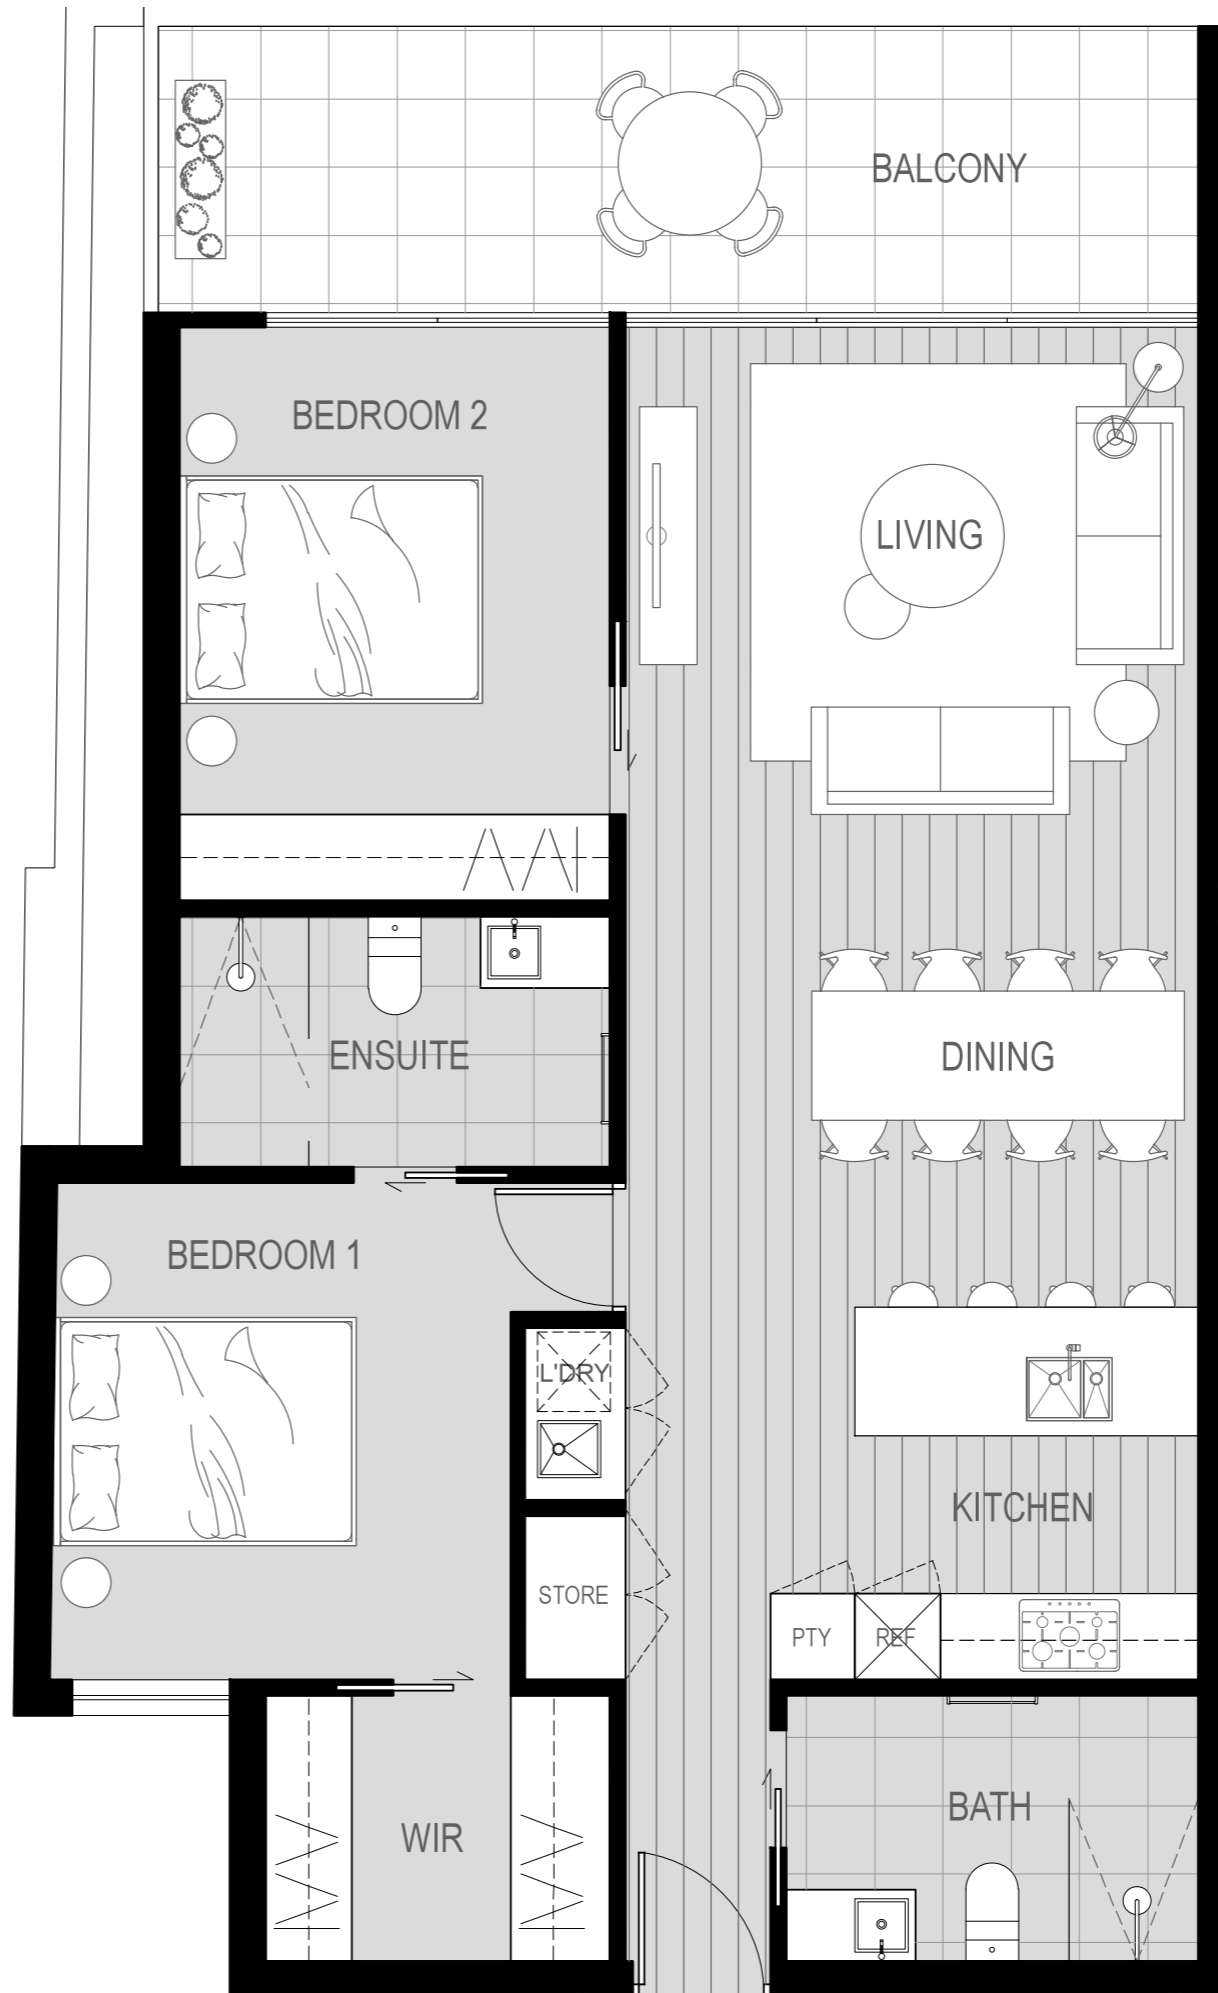 BALCONY
BEDROOM 2
LIVING
ENSUITE
DINING
BEDROOM 1
L'DRY
KITCHEN
STORE
PTY
REF
BATH
WIR